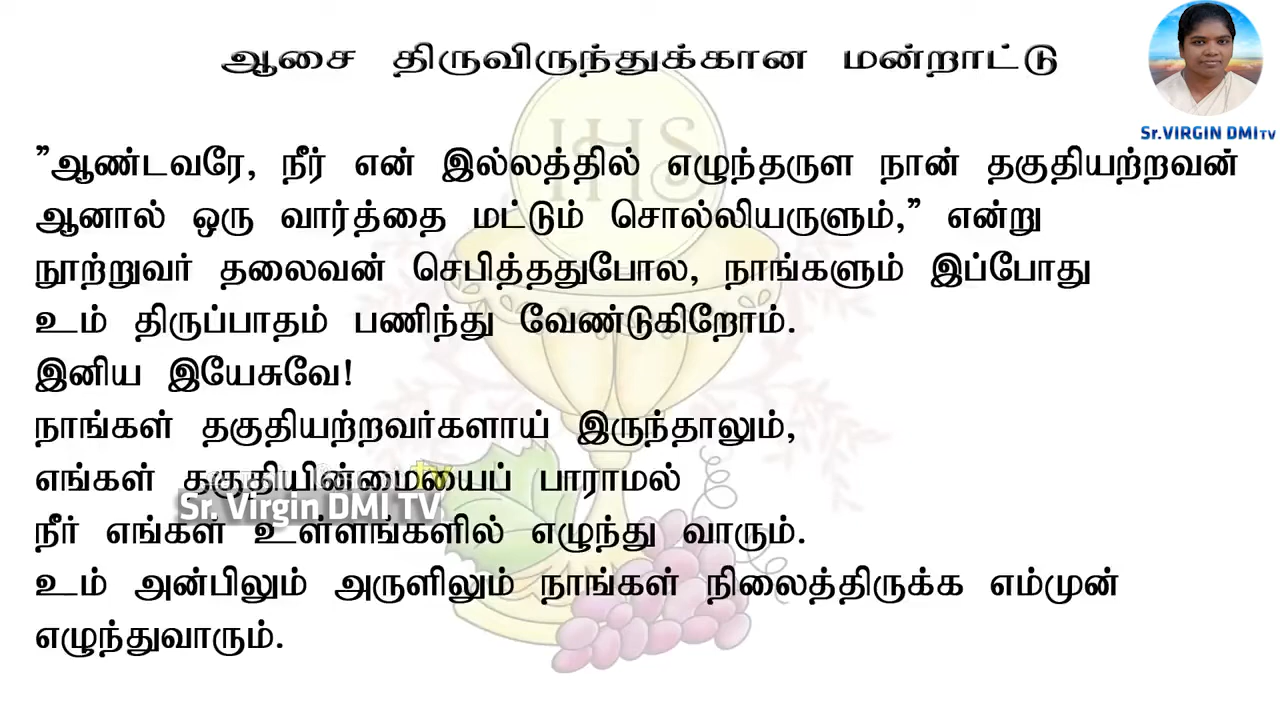 ஆசை திருவிருந்துக்கான மன்றாட்டு
Sr.VIRGIN DMI TV
IHS
”ஆண்டவரே, நீர் என் இல்லத்தில் எழுந்தருள நான் தகுதியற்றவன்
ஆனால் ஒரு வார்த்தை மட்டும் சொல்லியருளும்,” என்று
நூற்றுவர் தலைவன் செபித்ததுபோல, நாங்களும் இப்போது
உம் திருப்பாதம் பணிந்து வேண்டுகிறோம்.
இனிய இயேசுவே!
நாங்கள் தகுதியற்றவர்களாய் இருந்தாலும்,
எங்கள் தகுதியின்மையைப் பாராமல்
Sr. Virgin DMI TV
நீர் எங்கள் உள்ளங்களில் எழுந்து வாரும்.
உம் அன்பிலும் அருளிலும் நாங்கள் நிலைத்திருக்க எம்முன்
எழுந்துவாரும்.